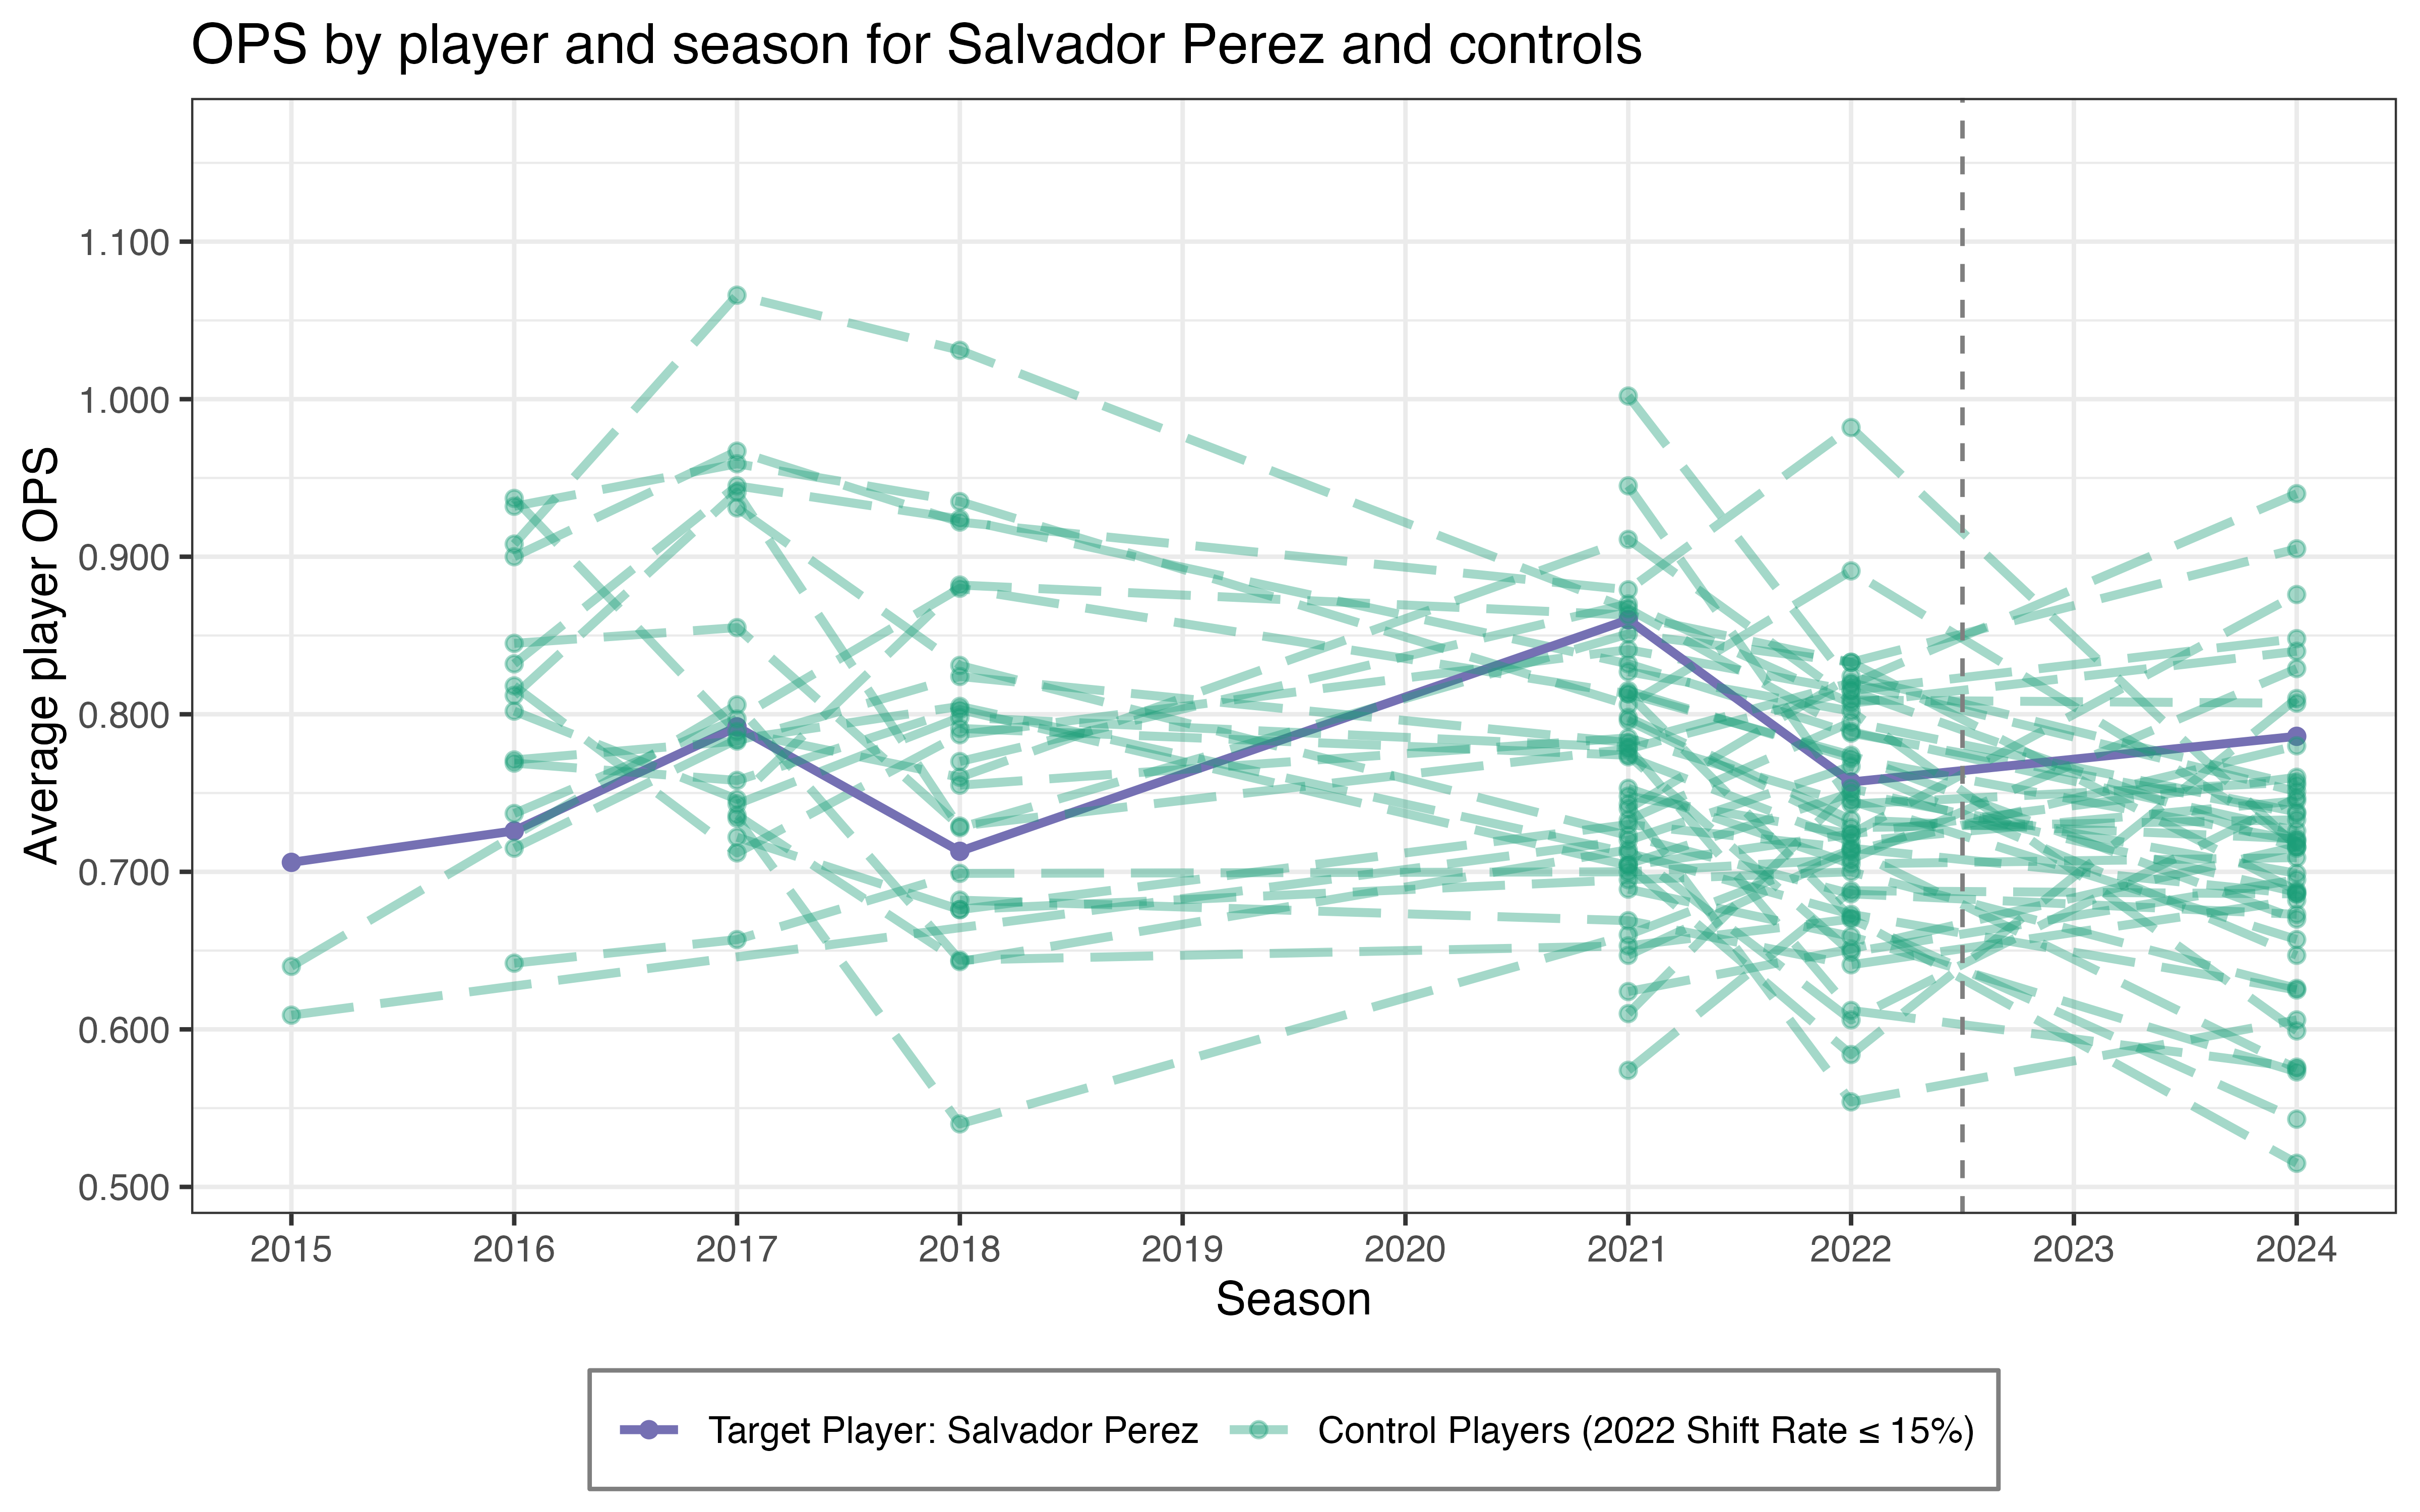 OPS by player and season for Salvador Perez and controls
Average player OPS
1.100
1.000
0.900
0.800
0.700
0.600
0.500
2015 2016 2017 2018 2019 2020 2021 2022 2023 2024
Season
Target Player: Salvador Perez Control Players (2022 Shift Rate ≤ 15%)